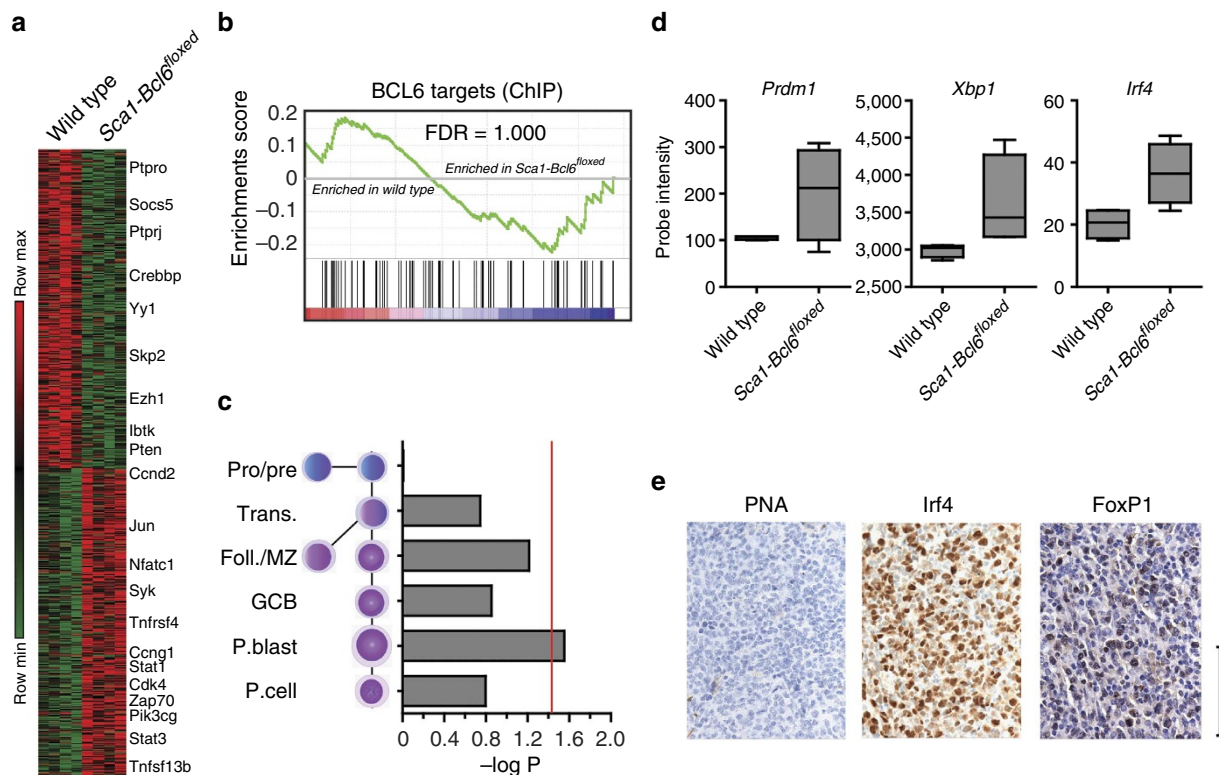 a
Wild type
Sca1-Bcl6floxed
Row max
Row min
Ptpro
Socs5
Ptprj
Crebbp
Yy1
Skp2
Ezh1
Ibtk
Pten
Ccnd2
Jun
Nfatc1
Syk
Tnfrsf4
Ccng1
Stat1
Cdk4
Zap70
Pik3cg
Stat3
Tnfsf13b
b
BCL6 targets (ChIP)
Enrichments score
0.2
0.1
0
–0.1
–0.2
FDR = 1.000
Enriched in Sca1-Bcl6floxed
Enriched in wild type
c
Pro/pre
Trans.
Foll./MZ
GCB
P.blast
P.cell
0 0.4 0.8 1.2 1.6 2.0
–log P
d
Probe intensity
Prdm1
400
300
200
100
0
Wild type
Sca1-Bcl6floxed
Xbp1
5,000
4,500
4,000
3,500
3,000
2,500
Wild type
Sca1-Bcl6floxed
Irf4
60
40
20
0
Wild type
Sca1-Bcl6floxed
e
PNA Irf4 FoxP1